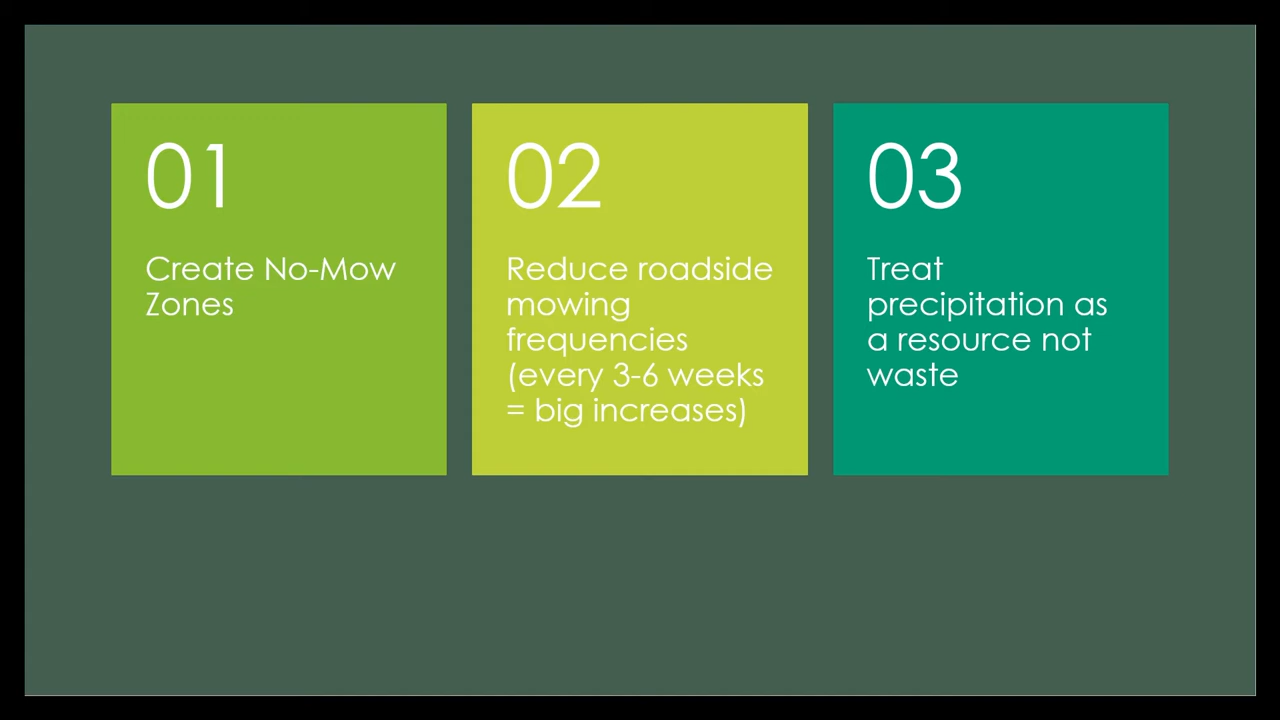 01
Create No-Mow
Zones
02
Reduce roadside
mowing
frequencies
(every 3-6 weeks
= big increases)
03
Treat
precipitation as
a resource not
waste